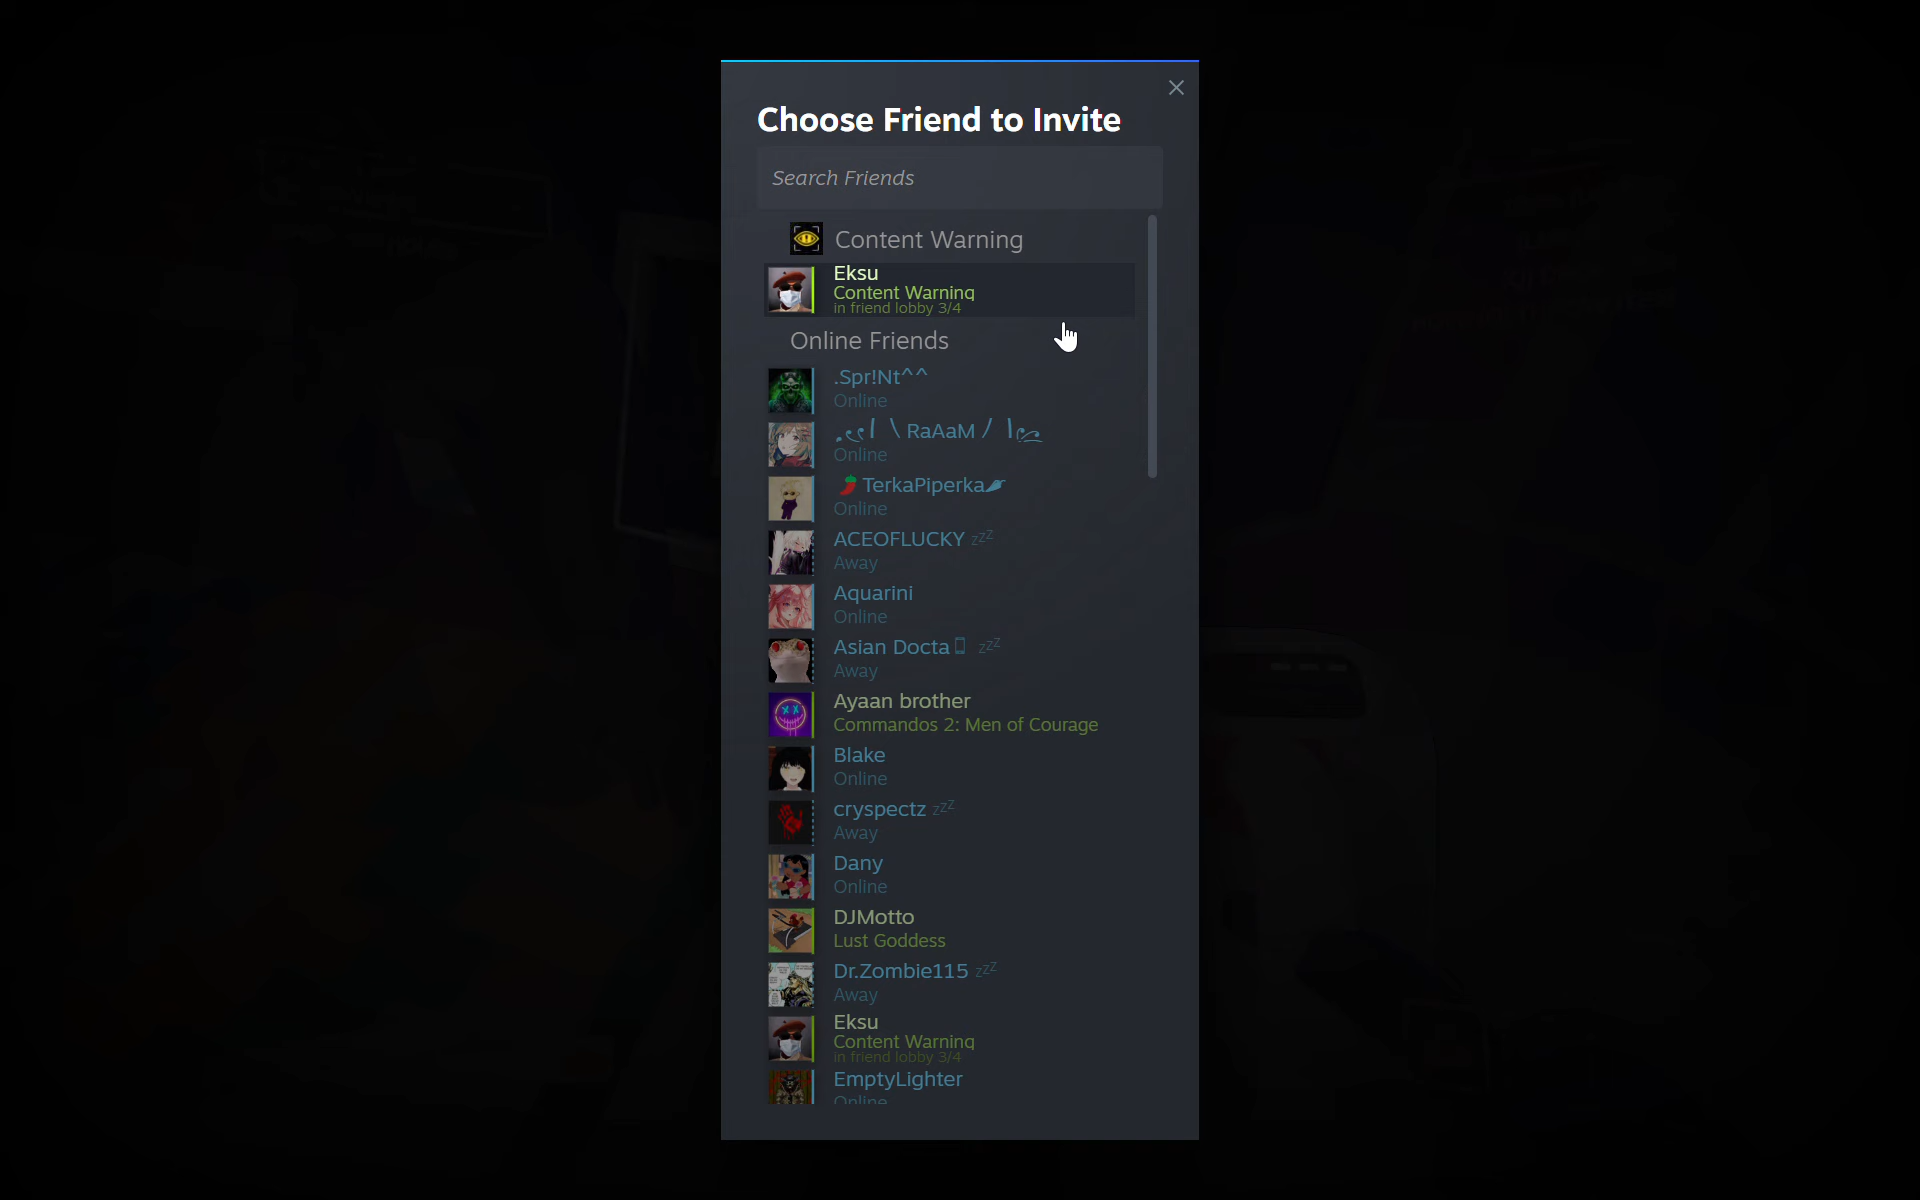 Choose Friend to Invite
Search Friends
Content Warning
Eksu
Content Warning
in friend lobby 3/4
Online Friends
.Spr!Nt^^
Online
RaAaM
Online
🌶️TerkaPiperka🌶
Online
ACEOFLUCKY zzZ
Away
Aquarini
Online
Asian Docta zzZ
Away
Ayaan brother
Commandos 2: Men of Courage
Blake
Online
cryspectz zzZ
Away
Dany
Online
DJMotto
Lust Goddess
Dr.Zombie115 zzZ
Away
Eksu
Content Warning
in friend lobby 3/4
EmptyLighter
Online